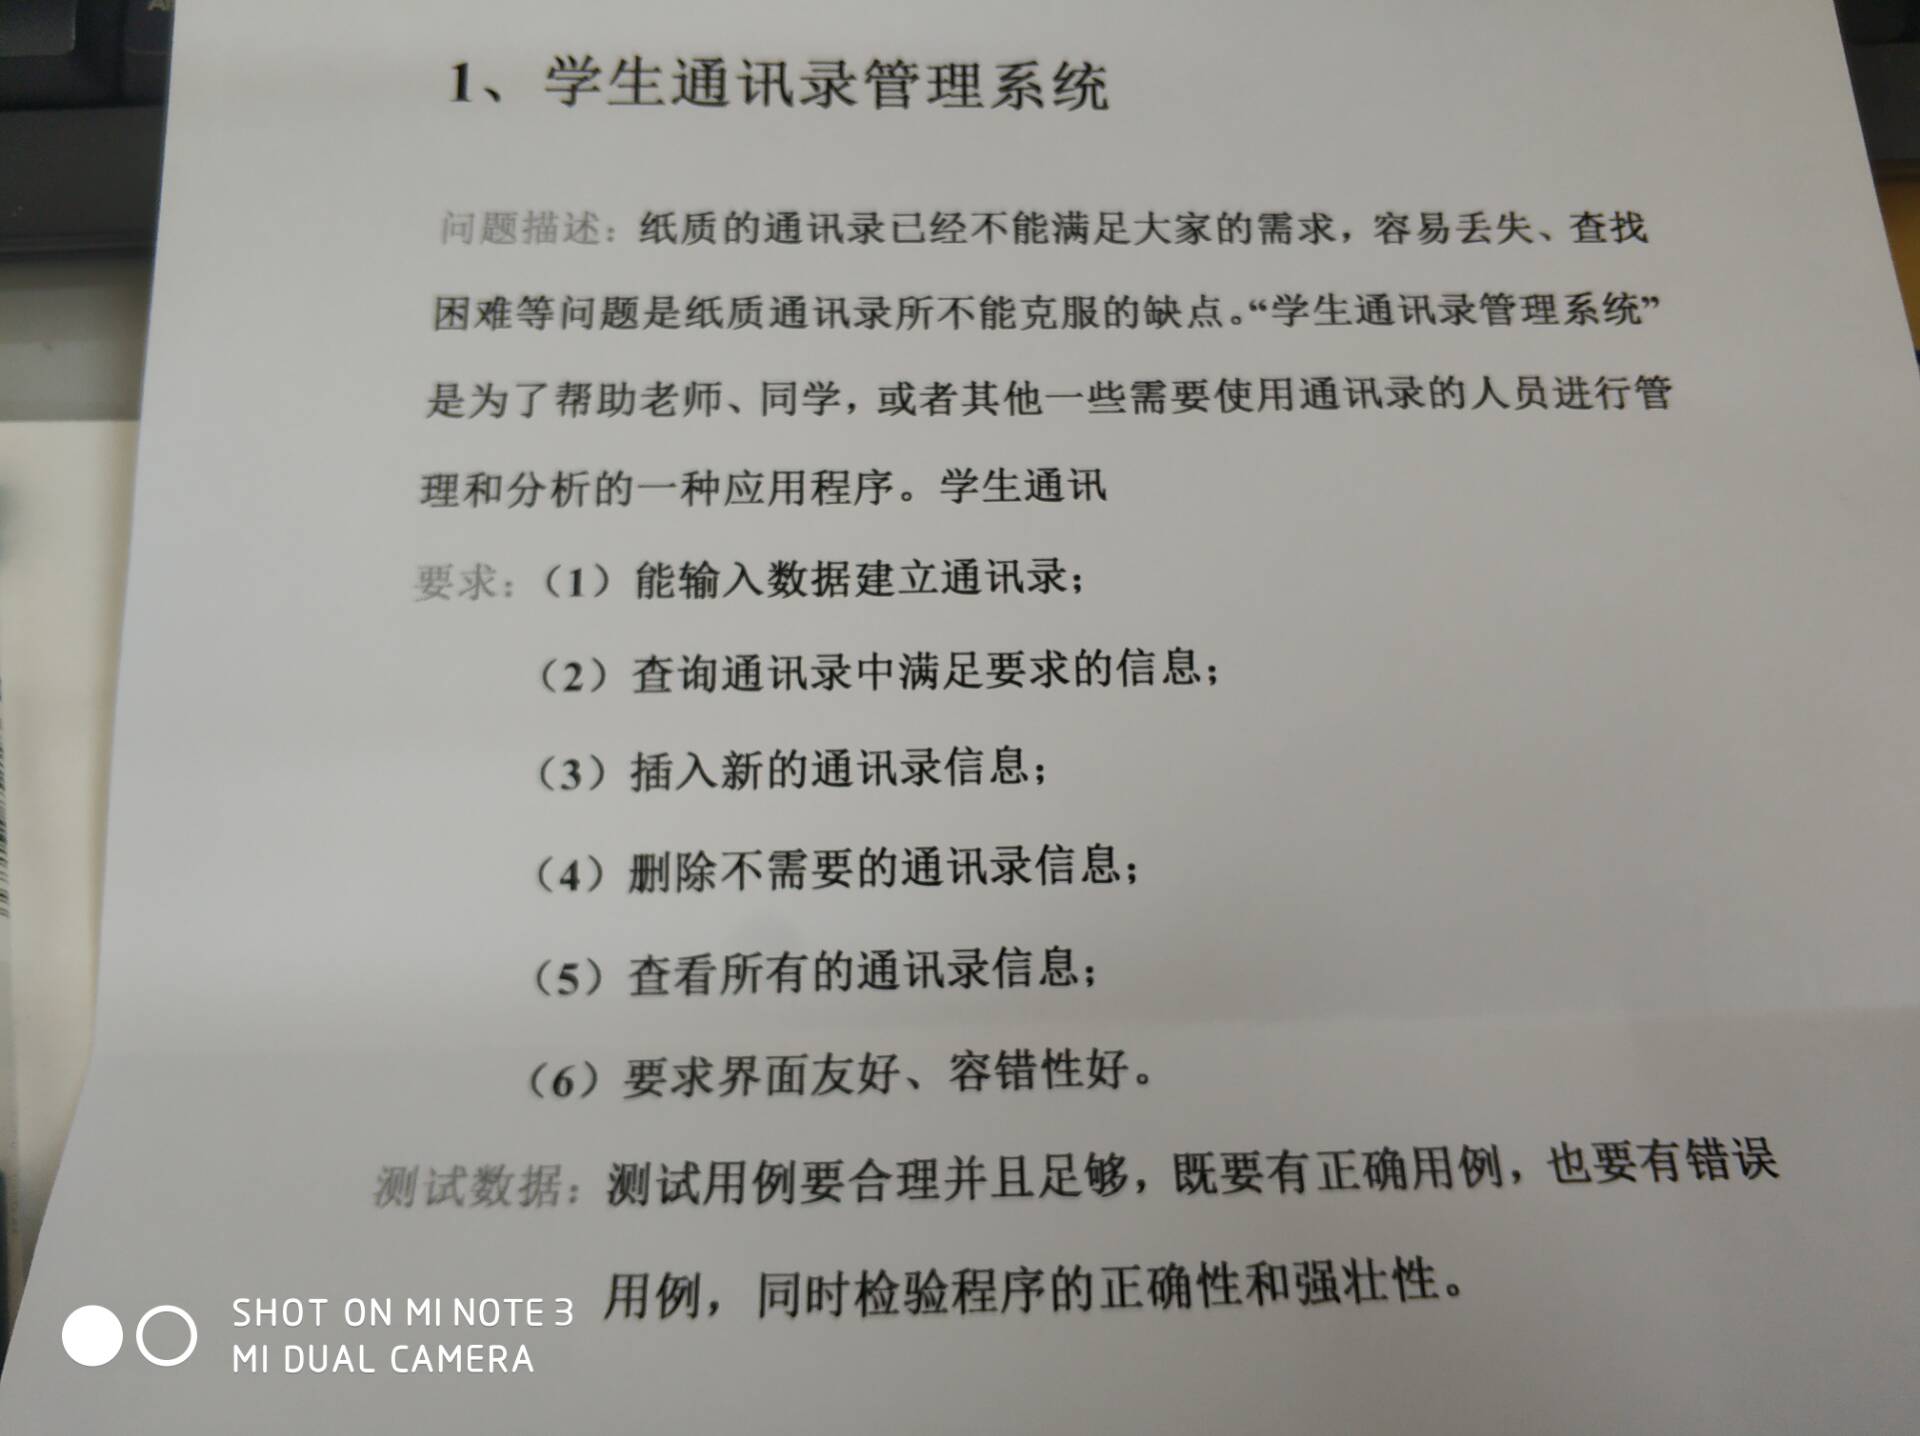 1、学生通讯录管理系统
问题描述：纸质的通讯录已经不能满足大家的需求，容易丢失、查找
困难等问题是纸质通讯录所不能克服的缺点。“学生通讯录管理系统”
是为了帮助老师、同学，或者其他一些需要使用通讯录的人员进行管
理和分析的一种应用程序。学生通讯
要求：（1）能输入数据建立通讯录；
（2）查询通讯录中满足要求的信息；
（3）插入新的通讯录信息；
（4）删除不需要的通讯录信息；
（5）查看所有的通讯录信息；
（6）要求界面友好、容错性好。
测试数据：测试用例要合理并且足够，既要有正确用例，也要有错误
用例，同时检验程序的正确性和强壮性。
SHOT ON MI NOTE 3
MI DUAL CAMERA